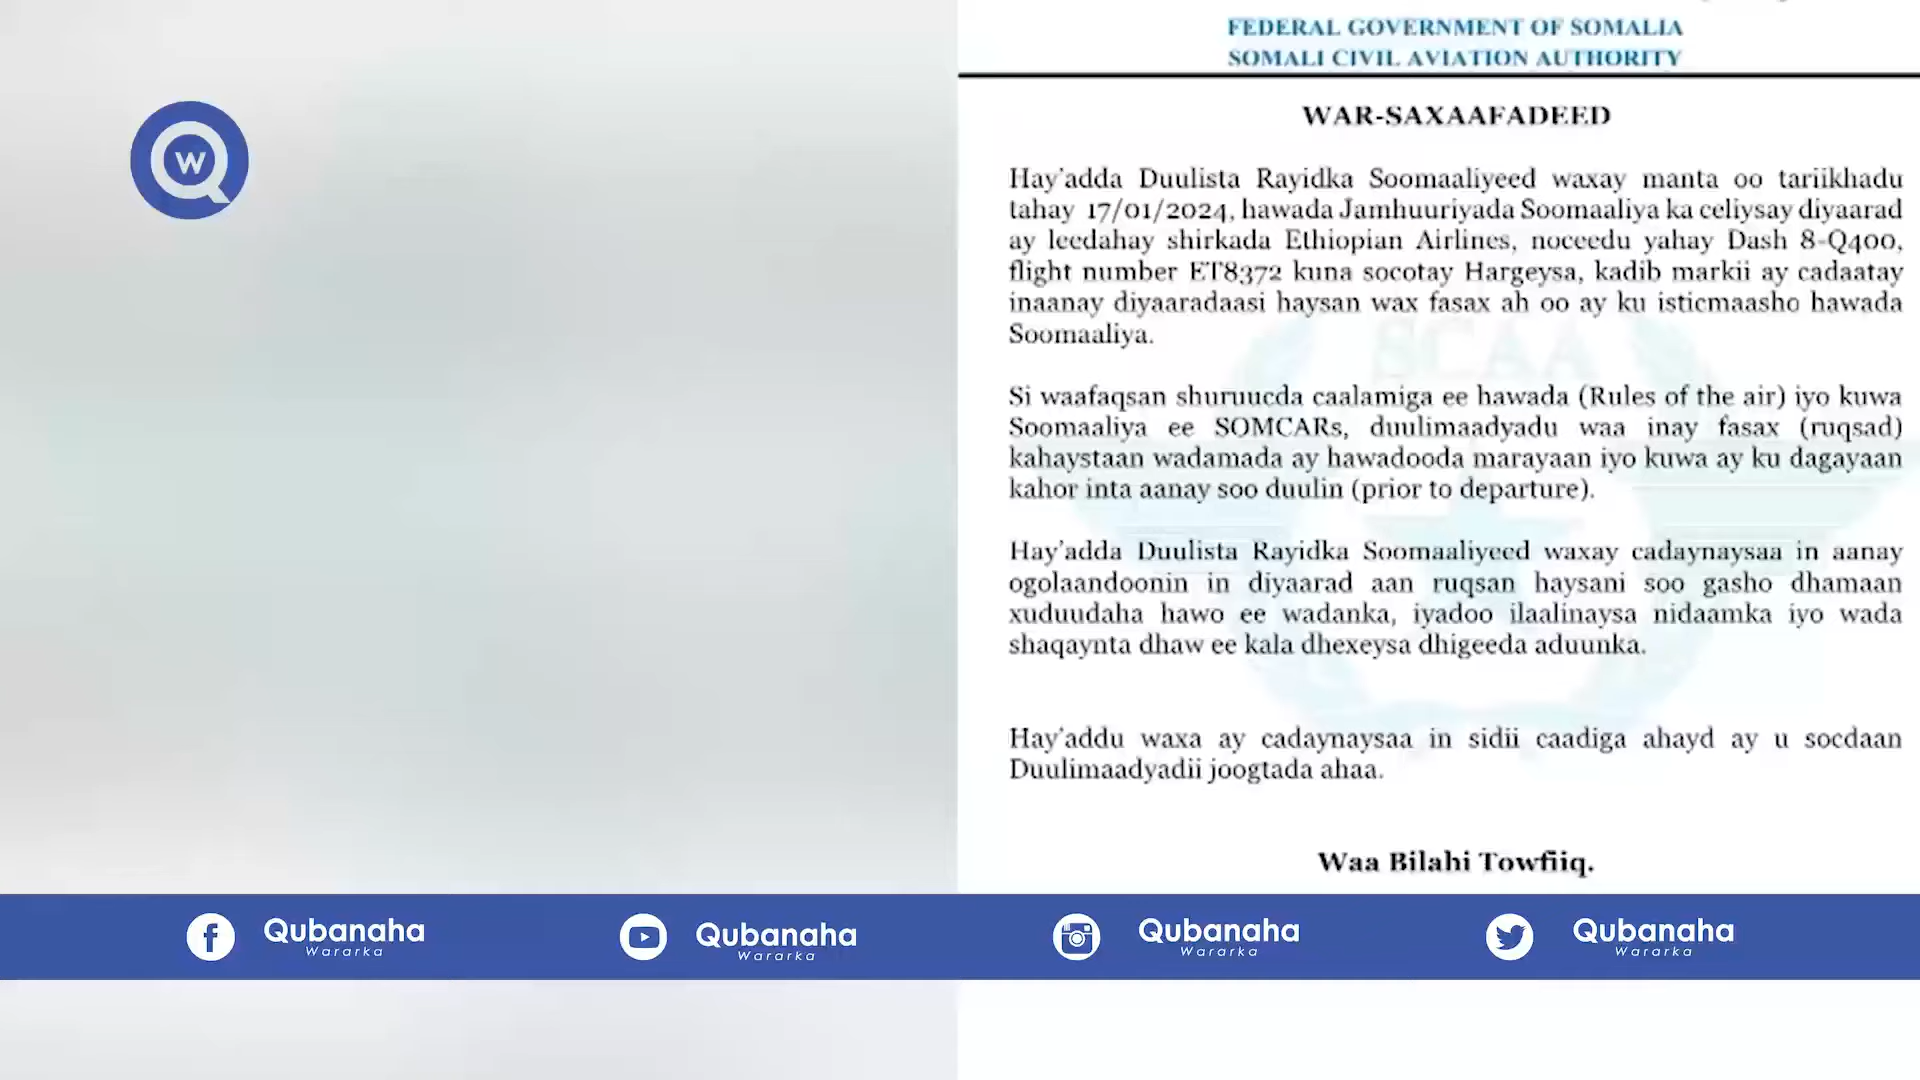 W
FEDERAL GOVERNMENT OF SOMALIA
SOMALI CIVIL AVIATION AUTHORITY
WAR-SAXAAFADEED
Hay'adda Duulista Rayidka Soomaaliyeed waxay manta oo tariikhadu
tahay 17/01/2024, hawada Jamhuuriyada Soomaaliya ka celiysay diyaarad
ay leedahay shirkada Ethiopian Airlines, noceedu yahay Dash 8-Q400,
flight number ET8372 kuna socotay Hargeysa, kadib markii ay cadaatay
inaanay diyaaradaasi haysan wax fasax ah oo ay ku isticmaasho hawada
Soomaaliya.
Si waafaqsan shuruucda caalamiga ee hawada (Rules of the air) iyo kuwa
Soomaaliya ee SOMCARs, duulimaadyadu waa inay fasax (ruqsad)
kahaystaan wadamada ay hawadooda marayaan iyo kuwa ay ku dagayaan
kahor inta aanay soo duulin (prior to departure).
Hay'adda Duulista Rayidka Soomaaliyeed waxay cadaynaysaa in aanay
ogolaandoonin in diyaarad aan ruqsan haysani soo gasho dhamaan
xuduudaha hawo ee wadanka, iyadoo ilaalinaysa nidaamka iyo wada
shaqaynta dhaw ee kala dhexeysa dhigeeda aduunka.
Hay'addu waxa ay cadaynaysaa in sidii caadiga ahayd ay u socdaan
Duulimaadyadii joogtada ahaa.
Waa Bilahi Towfiiq.
SCAA
Qubanaha
Wararka
Qubanaha
Wararka
Qubanaha
Wararka
Qubanaha
Wararka